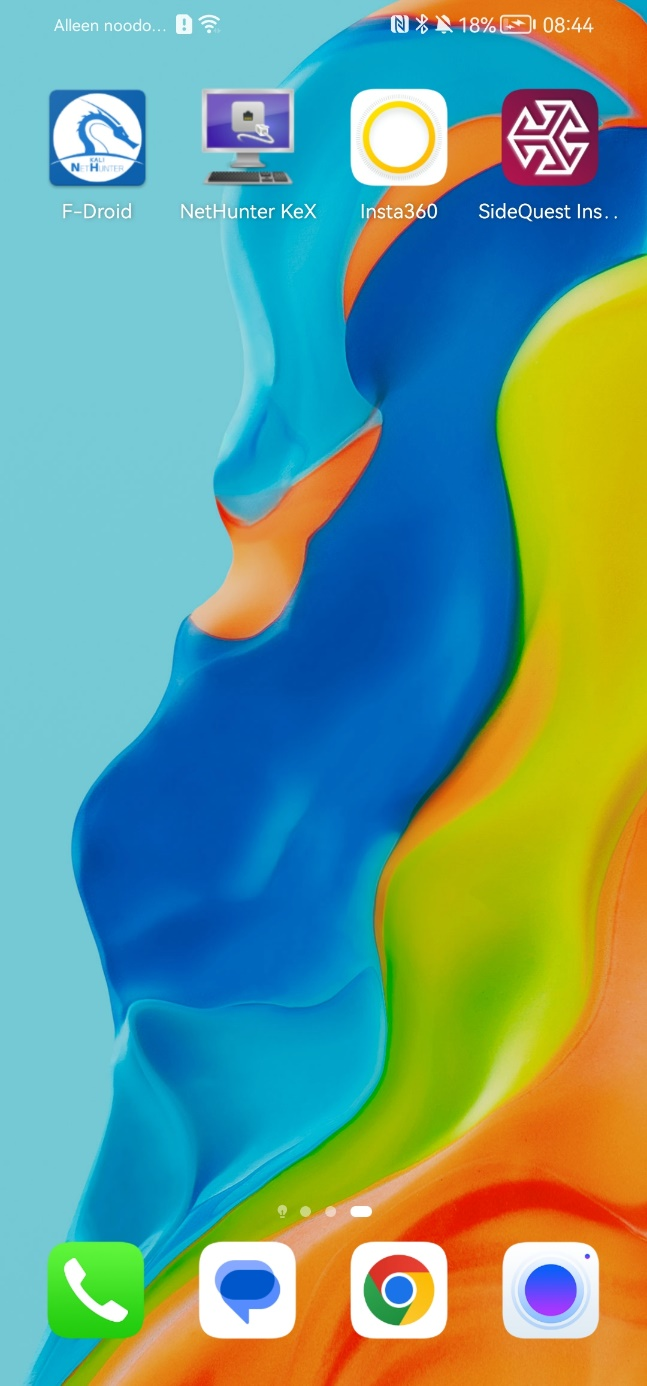 Alleen noodo...
18% 08:44
KALI
NETHUNTER
F-Droid
NetHunter KeX
Insta360
SideQuest Ins..